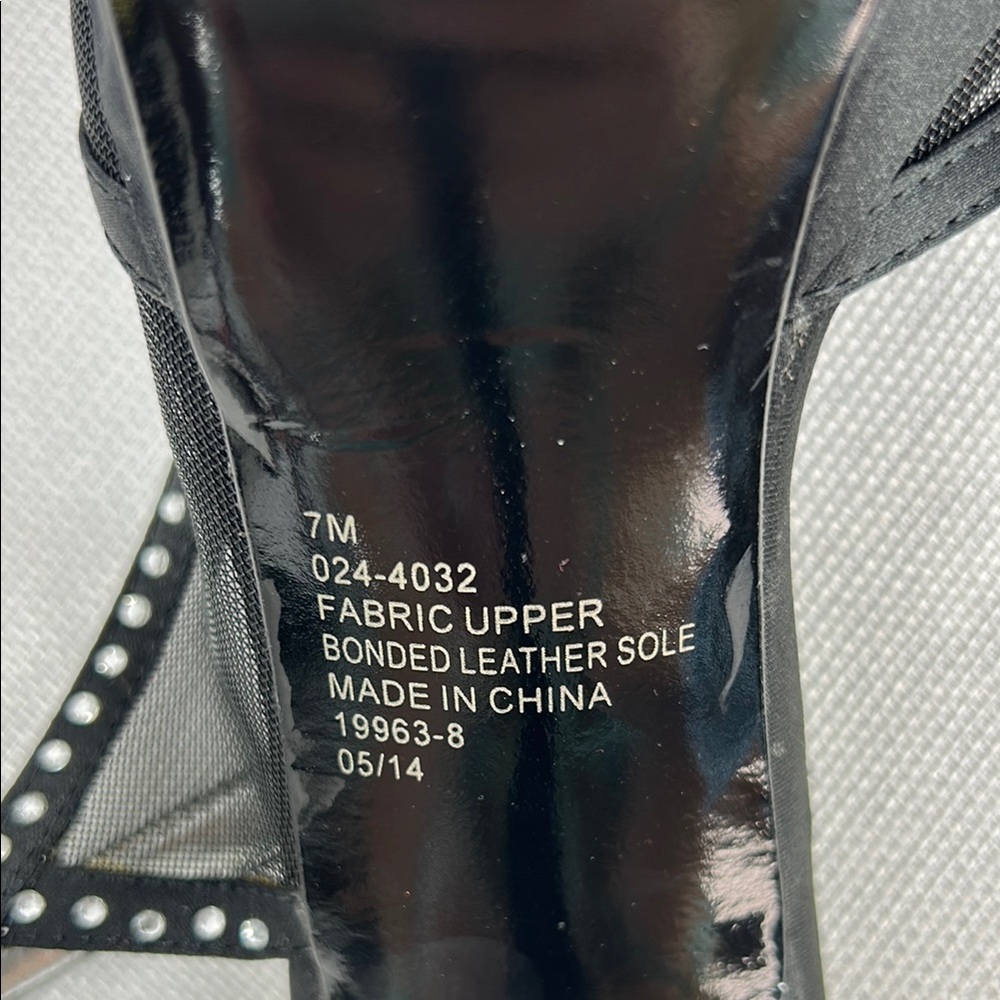 7M
024-4032
FABRIC UPPER
BONDED LEATHER SOLE
MADE IN CHINA
19963-8
05/14